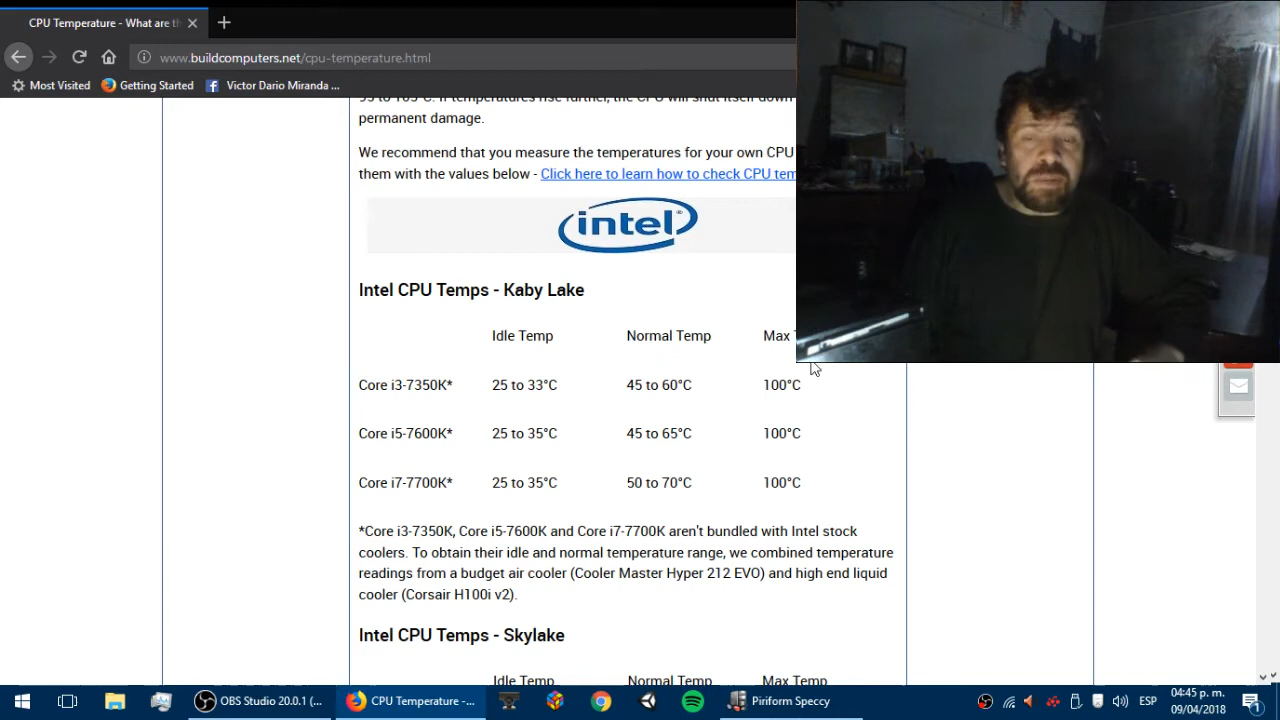 CPU Temperature - What are th
www.buildcomputers.net/cpu-temperature.html
Most Visited
Getting Started
Victor Dario Miranda ...
permanent damage.
We recommend that you measure the temperatures for your own CPU
them with the values below - Click here to learn how to check CPU tem
intel
Intel CPU Temps - Kaby Lake
Idle Temp Normal Temp Max T
Core i3-7350K* 25 to 33°C 45 to 60°C 100°C
Core i5-7600K* 25 to 35°C 45 to 65°C 100°C
Core i7-7700K* 25 to 35°C 50 to 70°C 100°C
*Core i3-7350K, Core i5-7600K and Core i7-7700K aren't bundled with Intel stock
coolers. To obtain their idle and normal temperature range, we combined temperature
readings from a budget air cooler (Cooler Master Hyper 212 EVO) and high end liquid
cooler (Corsair H100i v2).
Intel CPU Temps - Skylake
Idle Temp Normal Temp Max Temp
OBS Studio 20.0.1 (...
CPU Temperature -...
Piriform Speccy
ESP
04:45 p. m.
09/04/2018
1